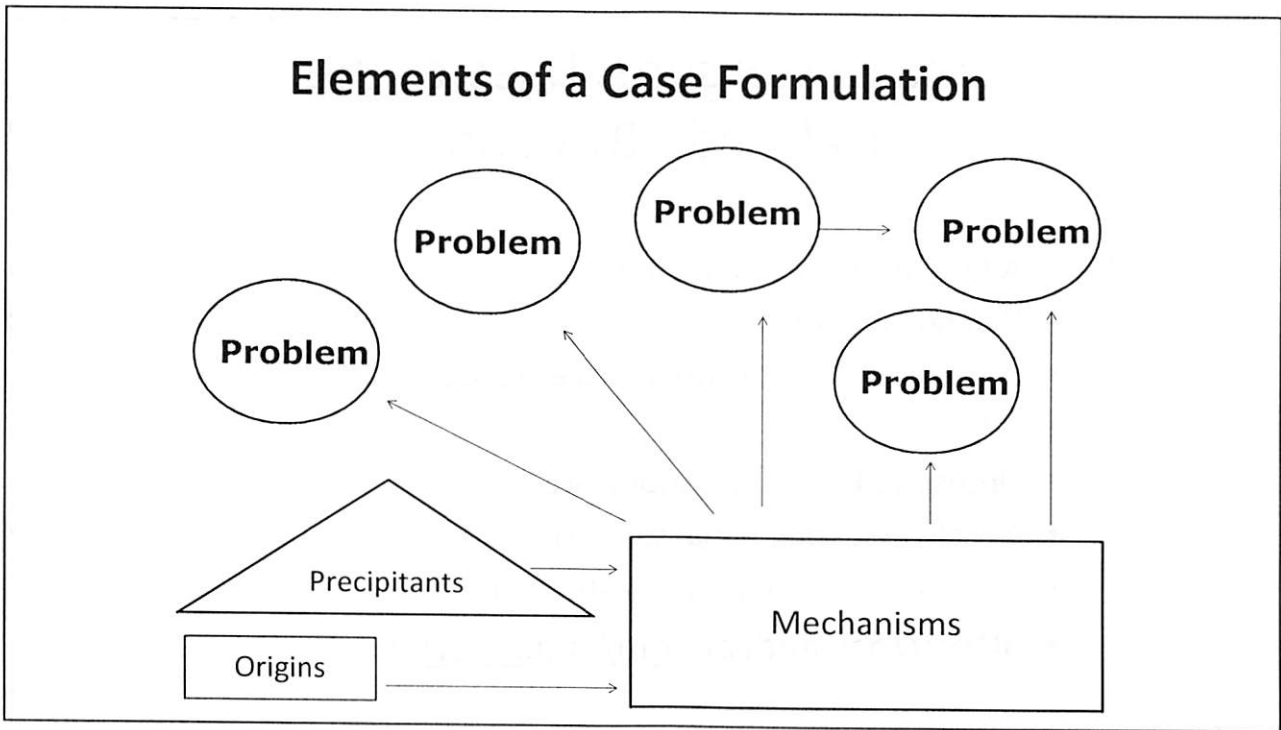 Elements of a Case Formulation
Problem
Problem
Problem
Problem
Problem
Precipitants
Mechanisms
Origins